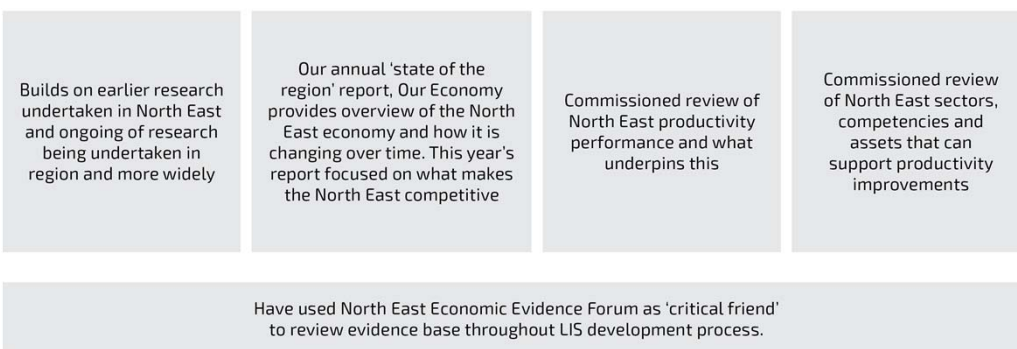 Builds on earlier research
undertaken in North East
and ongoing of research
being undertaken in
region and more widely
Our annual ‘state of the
region’ report, Our Economy
provides overview of the North
East economy and how it is
changing over time. This year’s
report focused on what makes
the North East competitive
Commissioned review of
North East productivity
performance and what
underpins this
Commissioned review
of North East sectors,
competencies and
assets that can
support productivity
improvements
Have used North East Economic Evidence Forum as ‘critical friend’
to review evidence base throughout LIS development process.